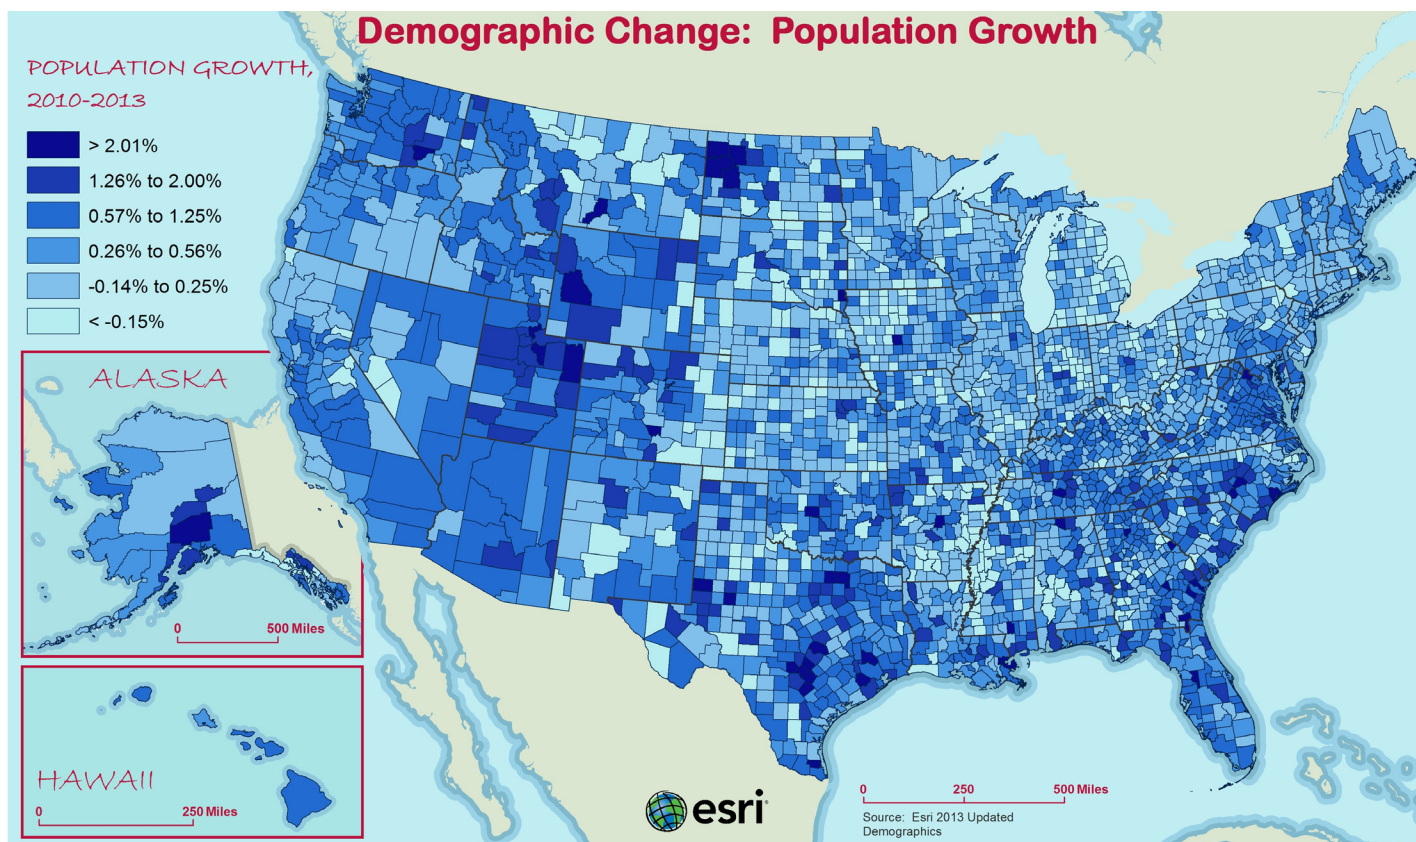 Demographic Change:  Population Growth
POPULATION GROWTH,
2010-2013
> 2.01%
1.26% to 2.00%
0.57% to 1.25%
0.26% to 0.56%
-0.14% to 0.25%
< -0.15%
ALASKA
0 500 Miles
HAWAII
0 250 Miles
esri
0 250 500 Miles
Source:  Esri 2013 Updated
Demographics